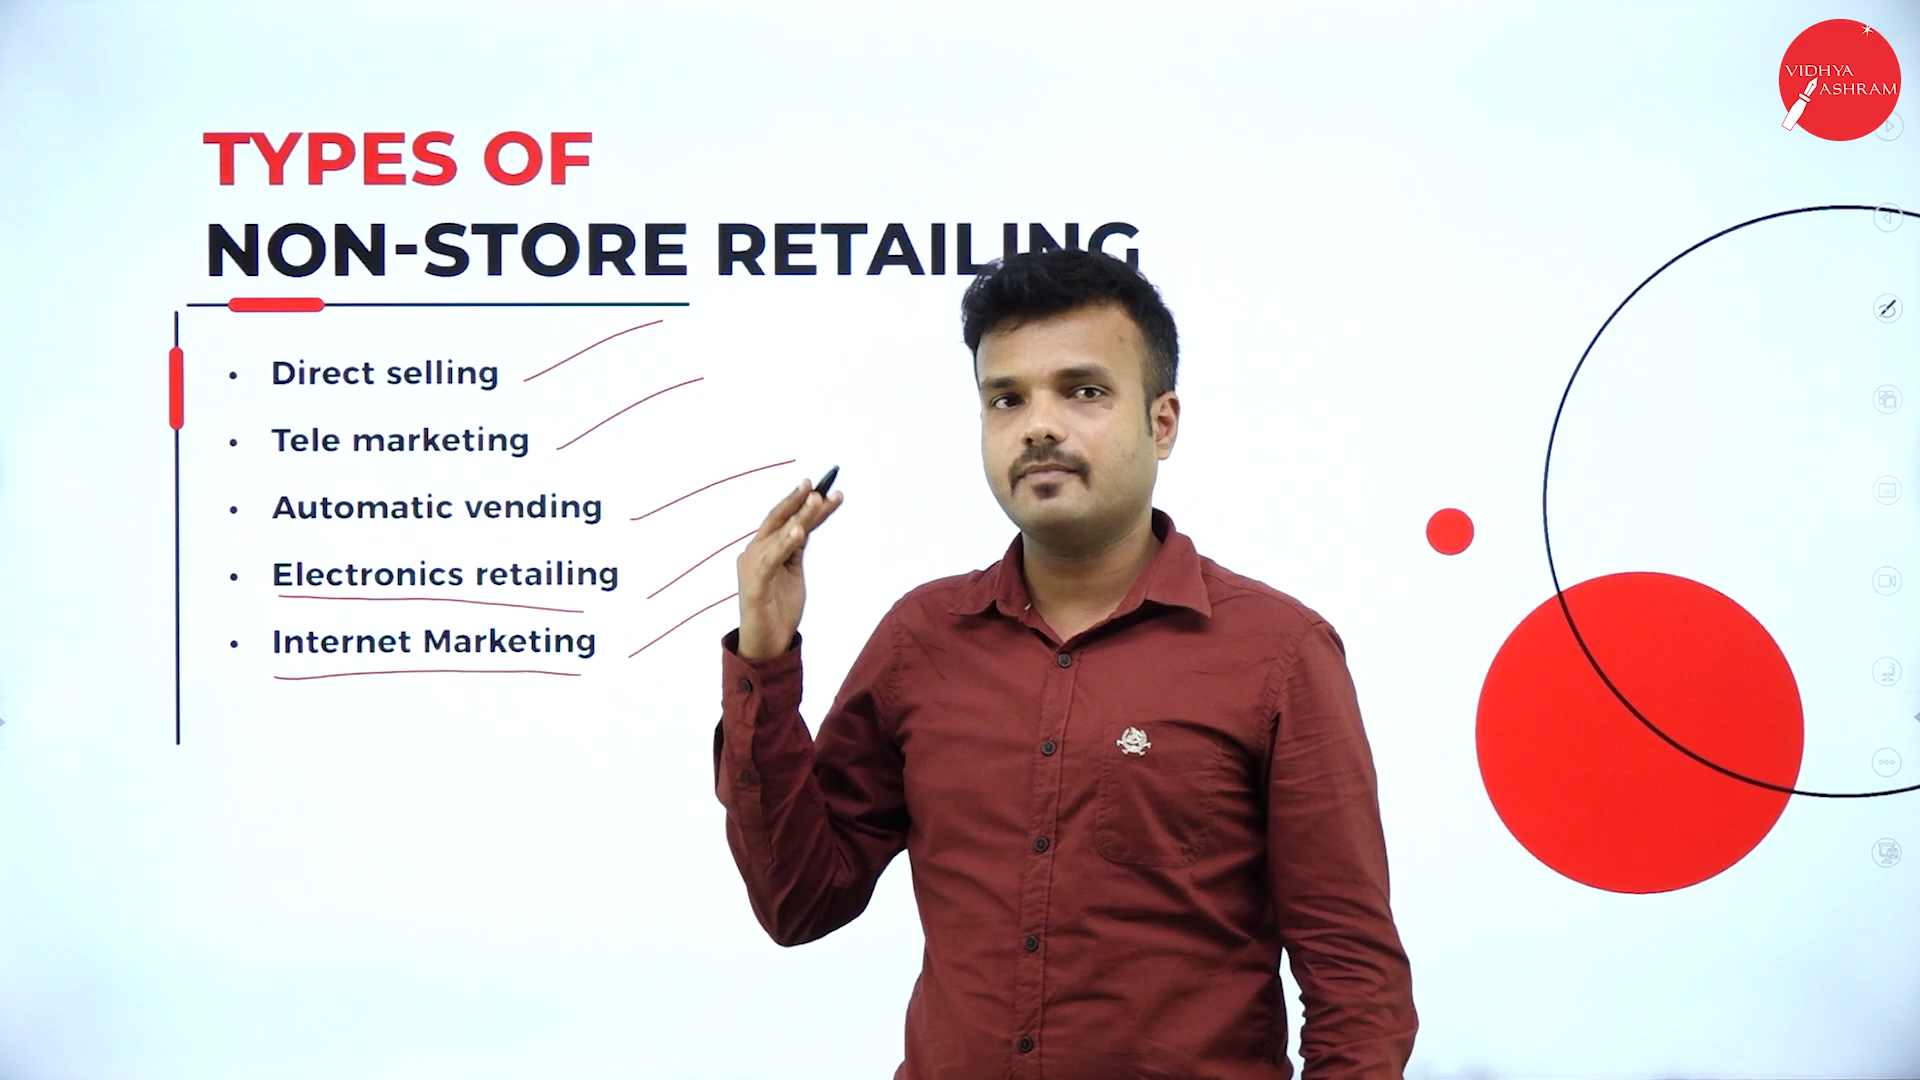 VIDHYA
ASHRAM
TYPES OF
NON-STORE RETAILING
• Direct selling
• Tele marketing
• Automatic vending
• Electronics retailing
• Internet Marketing